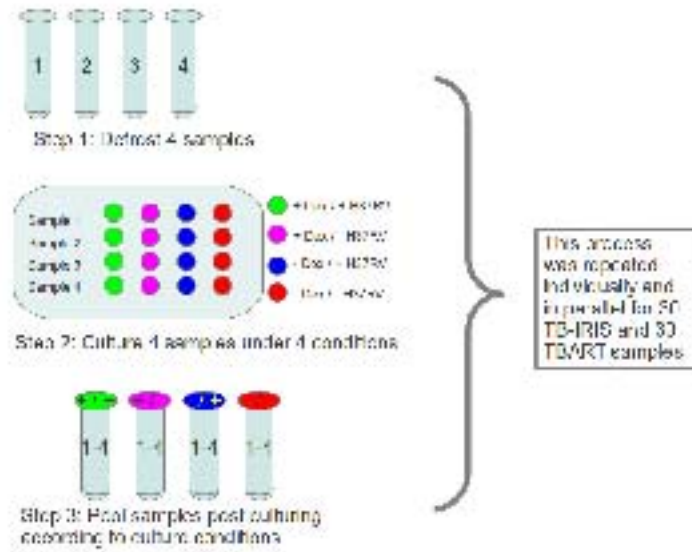 1 2 3 4
Step 1: Defrost 4 samples
Sample
Sample 2
Sample 3
Sample 4
Step 2: Culture 4 samples under 4 conditions
1-4 1-4 1-4 1-4
Step 3: Pool samples post culturing
according to culture conditions
This process
was repeated
individually and
in parallel for 30
TB-IRIS and 30
TBART samples